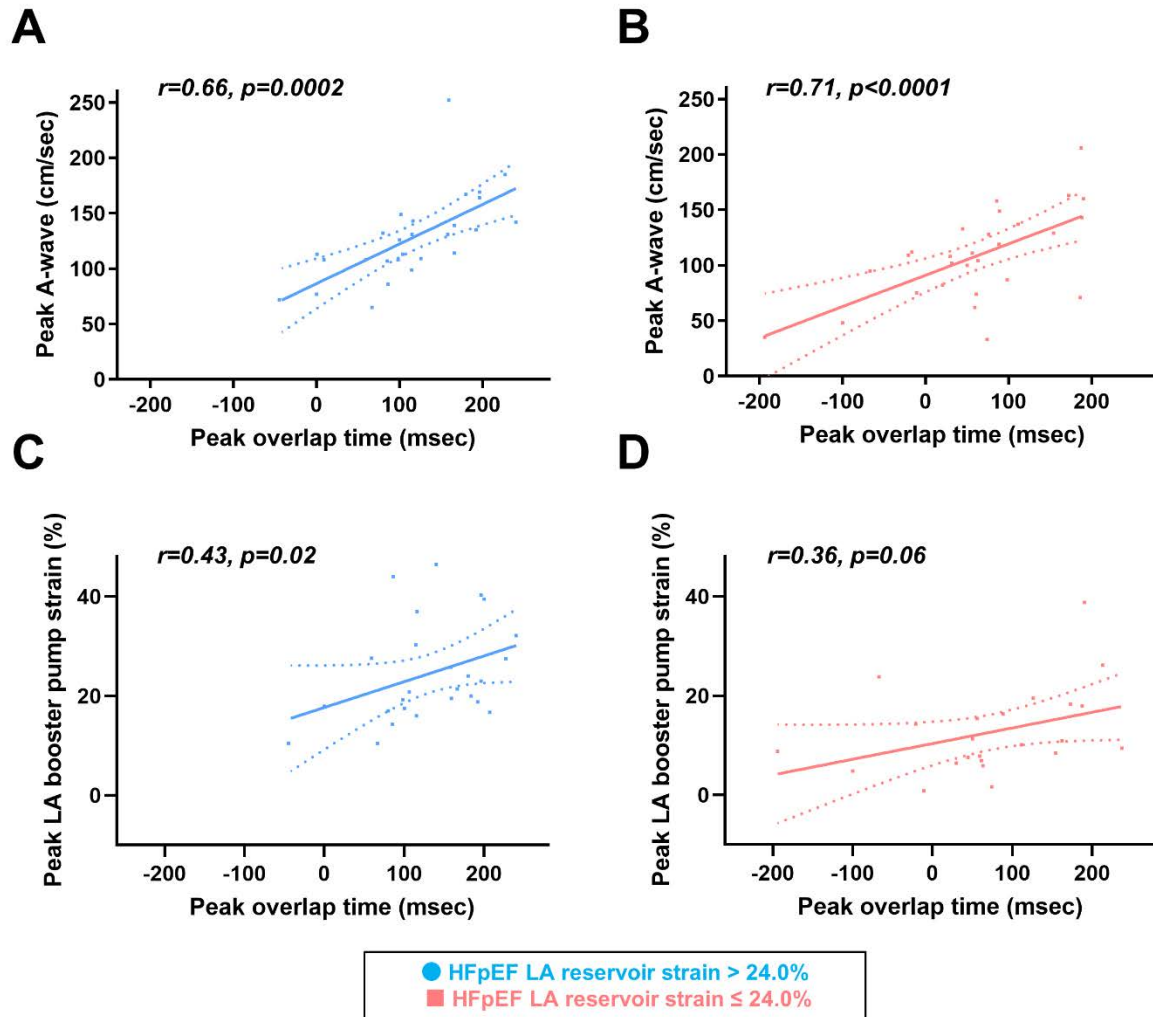 A
B
r=0.66, p=0.0002
r=0.71, p<0.0001
Peak A-wave (cm/sec)
250
200
150
100
50
0
-200 -100 0 100 200
Peak overlap time (msec)
Peak A-wave (cm/sec)
250
200
150
100
50
0
-200 -100 0 100 200
Peak overlap time (msec)
C
D
r=0.43, p=0.02
r=0.36, p=0.06
Peak LA booster pump strain (%)
40
20
0
-200 -100 0 100 200
Peak overlap time (msec)
Peak LA booster pump strain (%)
40
20
0
-200 -100 0 100 200
Peak overlap time (msec)
HFpEF LA reservoir strain > 24.0%
HFpEF LA reservoir strain ≤ 24.0%